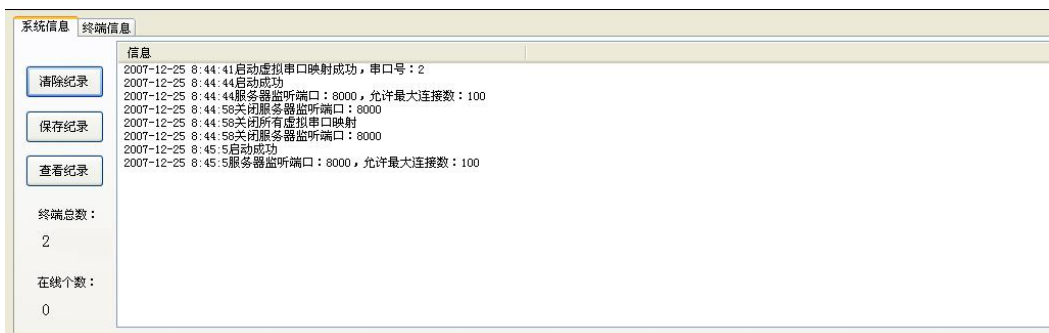 系统信息 终端信息
信息
清除纪录
保存纪录
查看纪录
终端总数：
2
在线个数：
0
2007-12-25 8:44:41启动虚拟串口映射成功，串口号：2
2007-12-25 8:44:44启动成功
2007-12-25 8:44:44服务器监听端口：8000，允许最大连接数：100
2007-12-25 8:44:58关闭服务器监听端口：8000
2007-12-25 8:44:58关闭所有虚拟串口映射
2007-12-25 8:44:58关闭服务器监听端口：8000
2007-12-25 8:45:5启动成功
2007-12-25 8:45:5服务器监听端口：8000，允许最大连接数：100